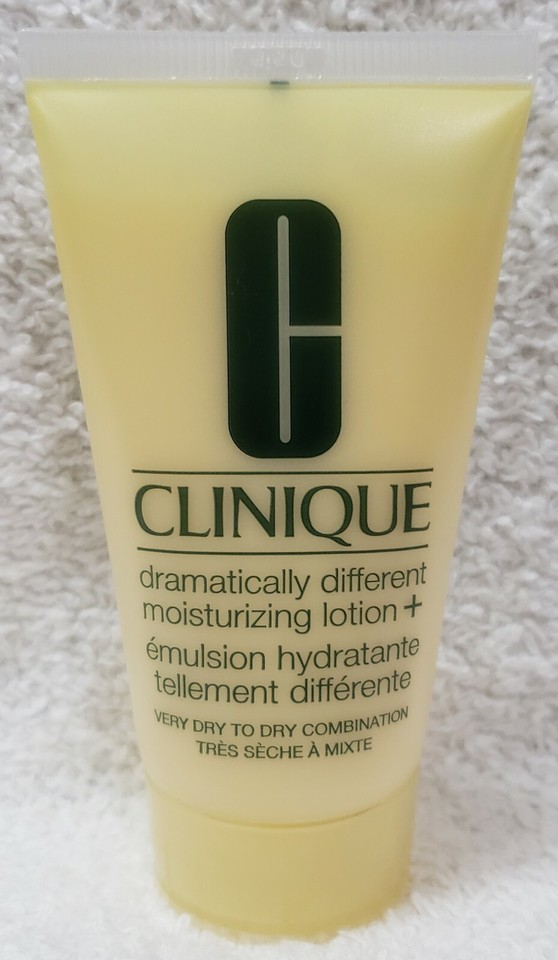 C
CLINIQUE
dramatically different
moisturizing lotion+
émulsion hydratante
tellement différente
VERY DRY TO DRY COMBINATION
TRÈS SÈCHE À MIXTE